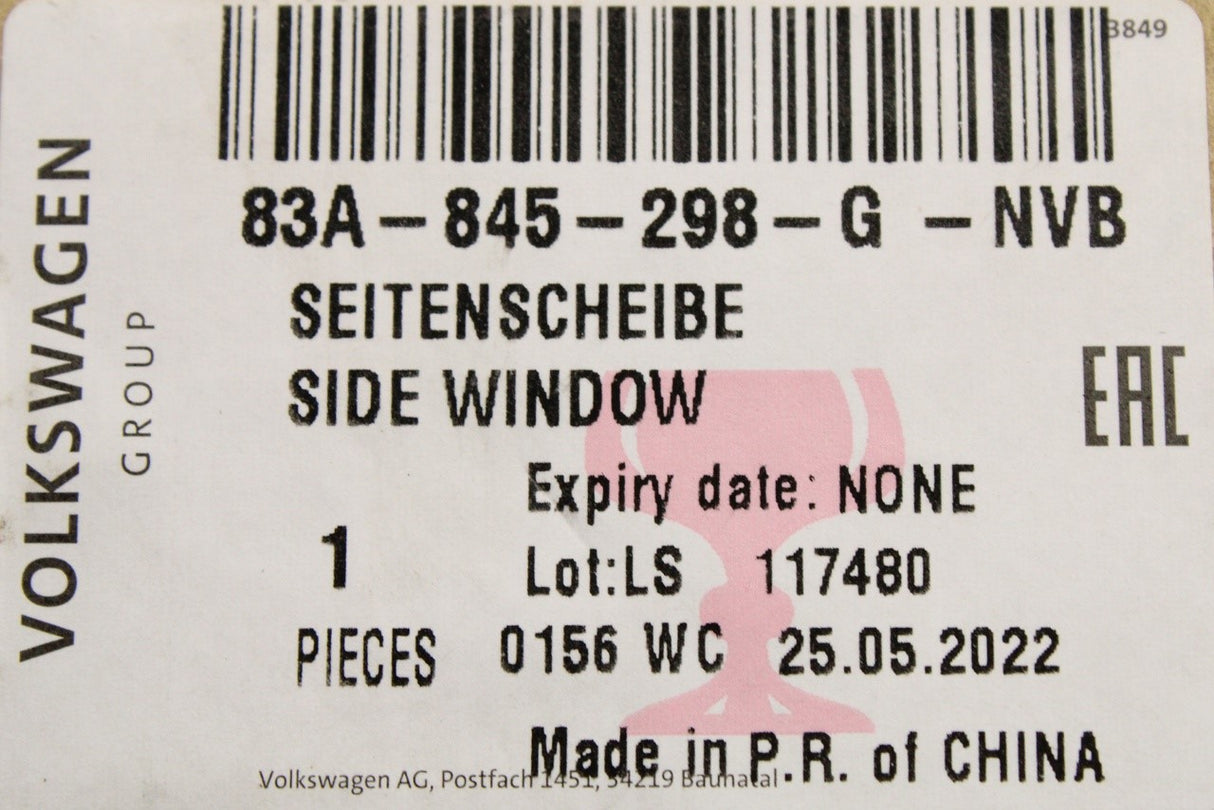 3849
83A-845-298-G -NVB
SEITENSCHEIBE
SIDE WINDOW
EAC
Expiry date: NONE
1
Lot:LS 117480
PIECES
0156 WC 25.05.2022
Made in P.R. of CHINA
Volkswagen AG, Postfach 1451, 34219 Baunatal
VOLKSWAGEN
GROUP